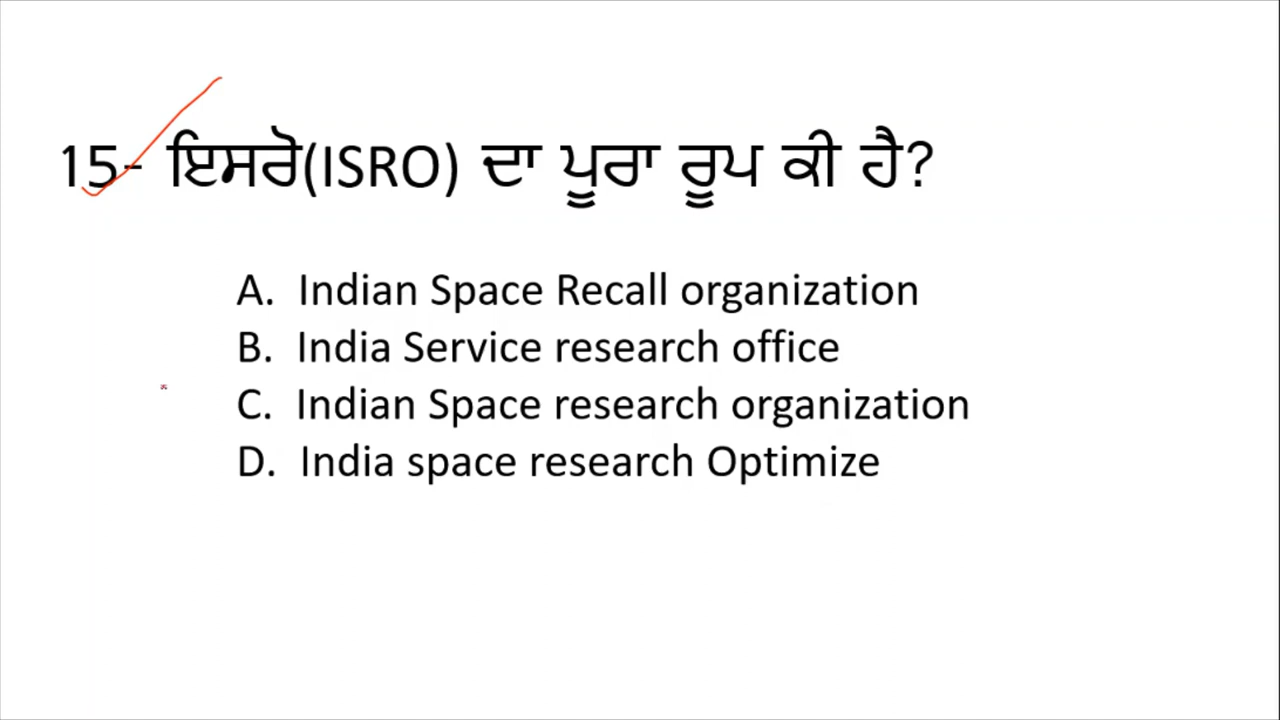 15- ਇਸਰੋ(ISRO) ਦਾ ਪੂਰਾ ਰੂਪ ਕੀ ਹੈ?
A. Indian Space Recall organization
B. India Service research office
C. Indian Space research organization
D. India space research Optimize